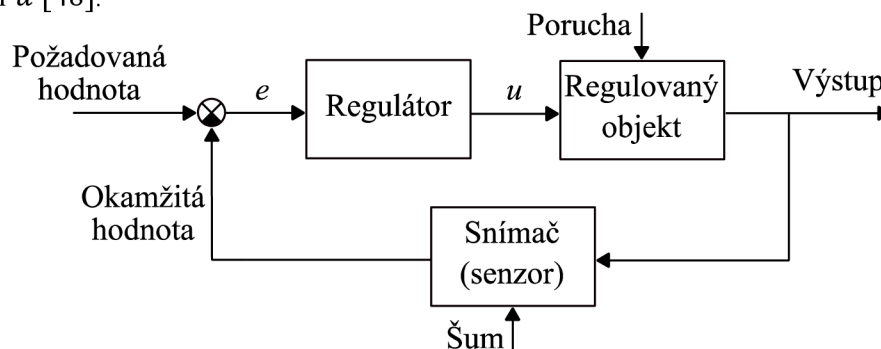 u [48].
Porucha
Požadovaná
hodnota
e
Regulátor
u
Regulovaný
objekt
Výstup
Okamžitá
hodnota
Snímač
(senzor)
Šum